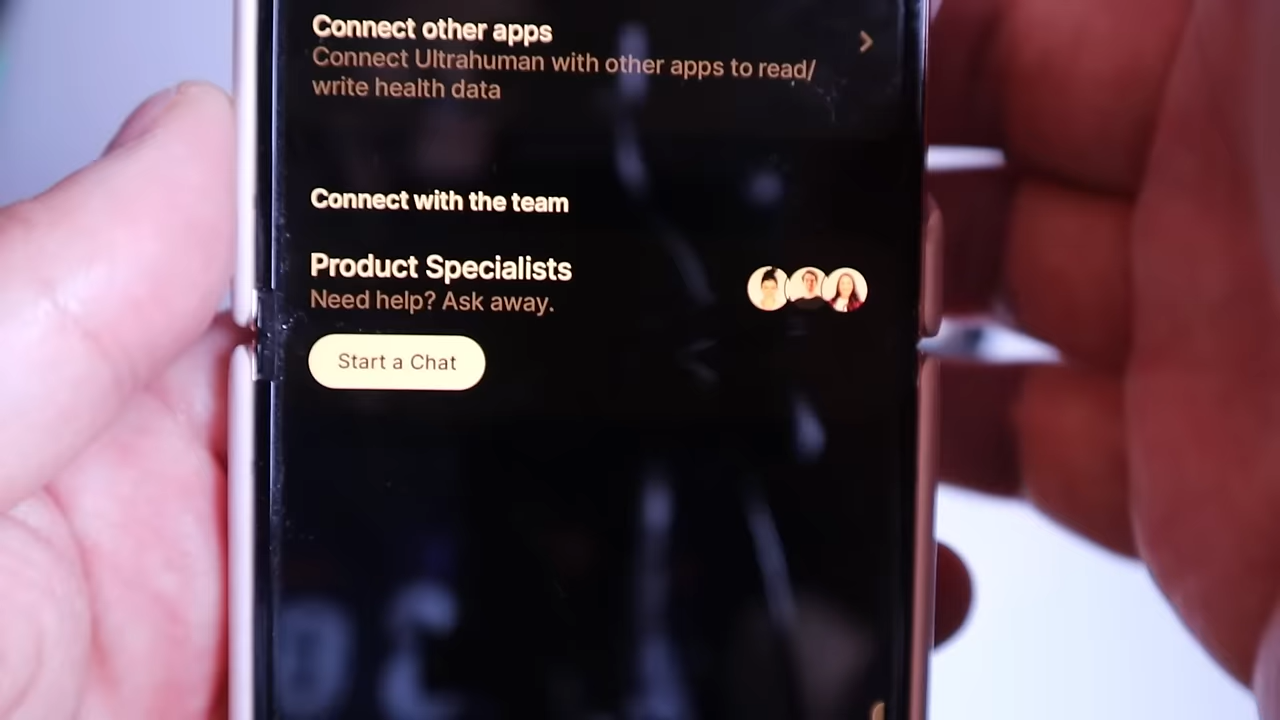 Connect other apps
Connect Ultrahuman with other apps to read/
write health data
Connect with the team
Product Specialists
Need help? Ask away.
Start a Chat